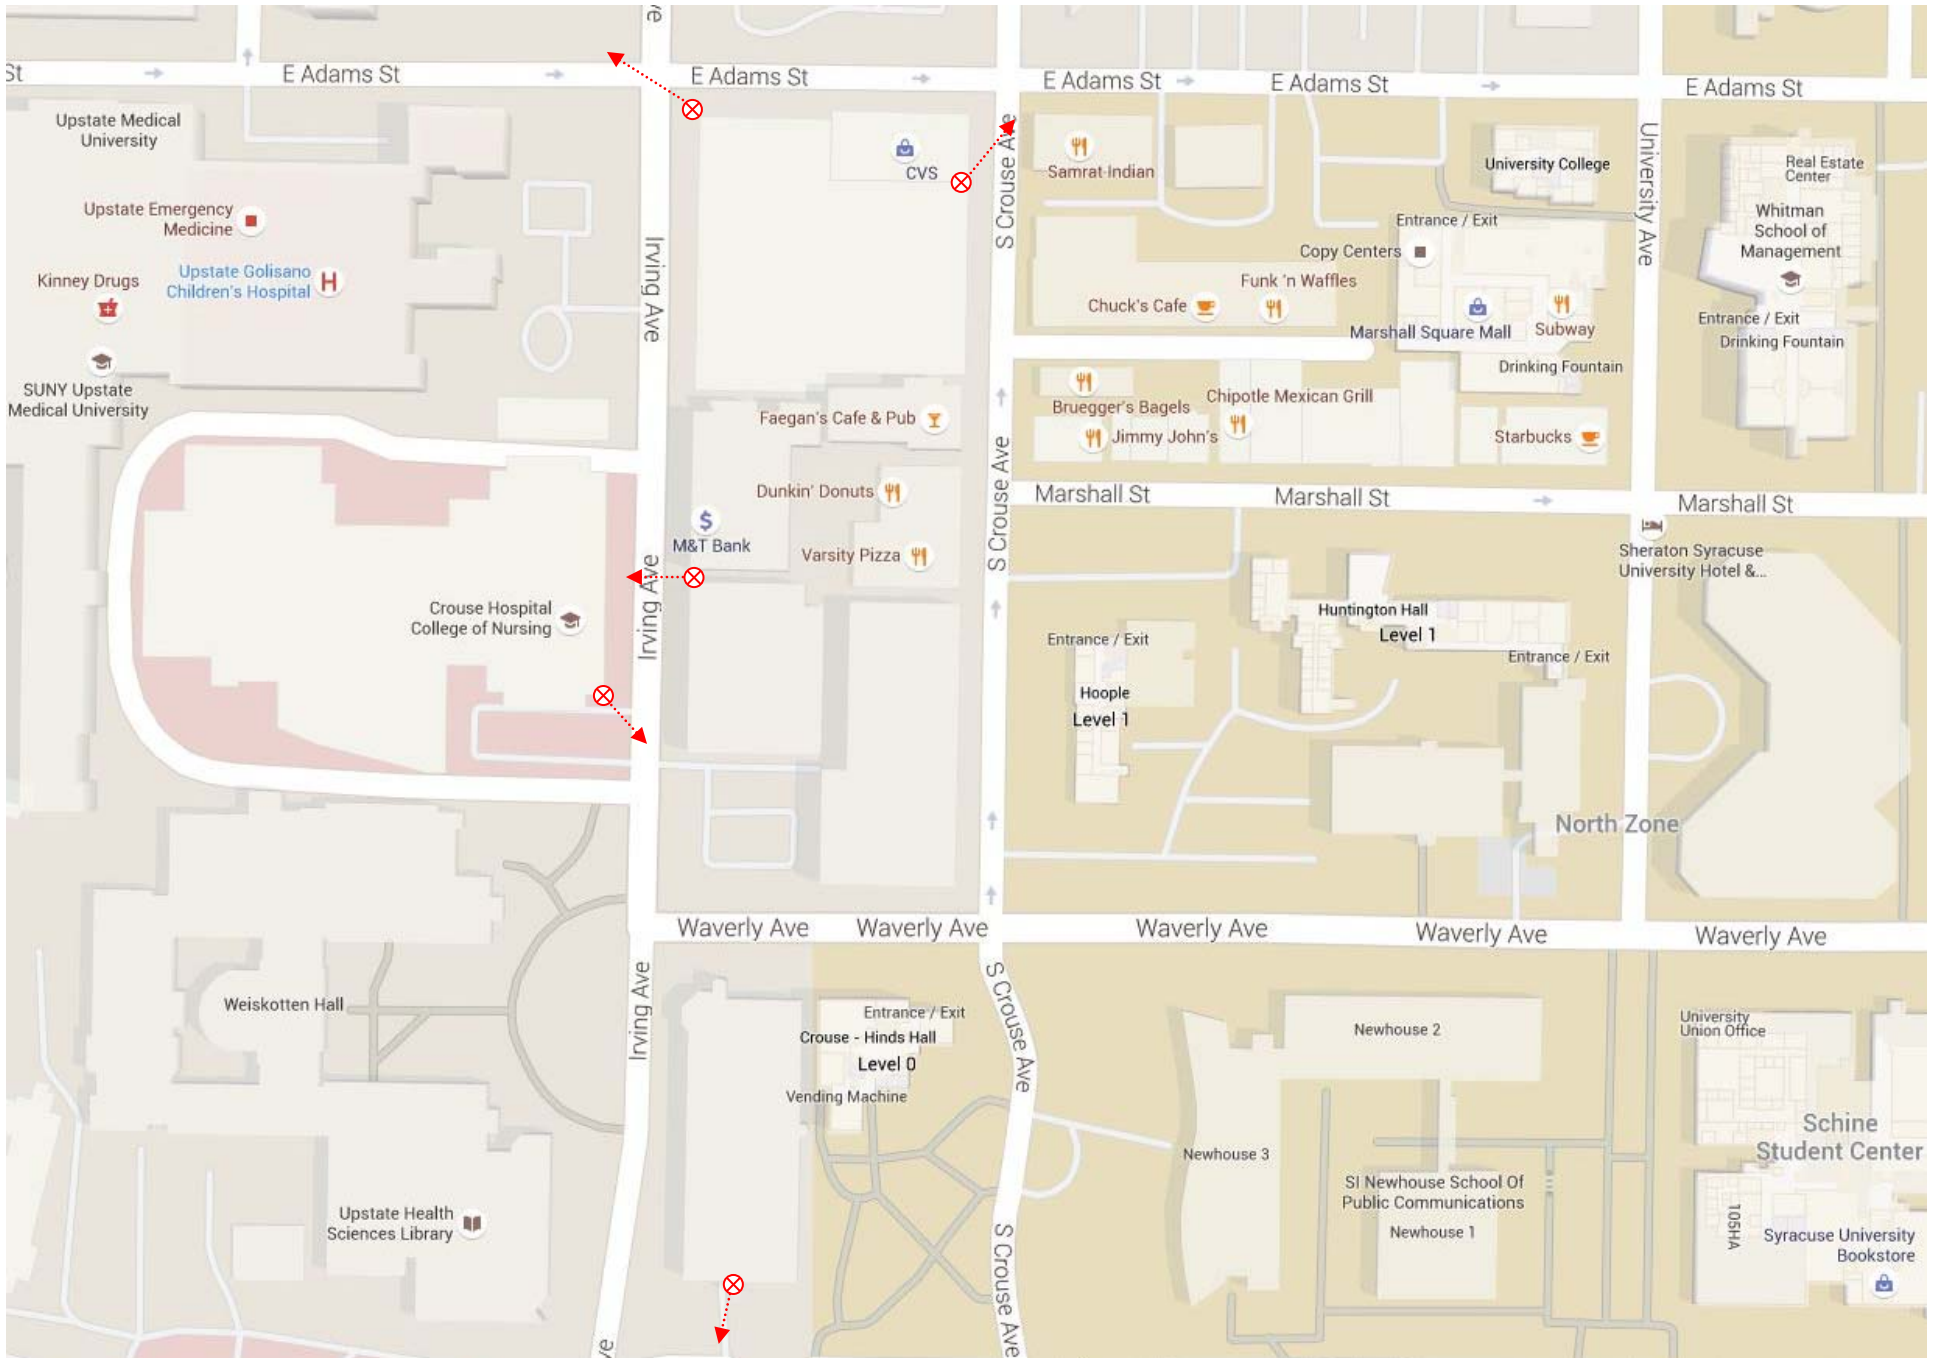 ve
St
E Adams St
E Adams St
E Adams St
E Adams St
E Adams St
Upstate Medical
University
CVS
S Crouse Ave
Samrat Indian
University College
University Ave
Real Estate
Center
Upstate Emergency
Medicine
Whitman
School of
Management
Entrance / Exit
Copy Centers
Kinney Drugs
Upstate Golisano
Children's Hospital
H
Irving Ave
Funk 'n Waffles
Chuck's Cafe
Marshall Square Mall
Subway
Entrance / Exit
Drinking Fountain
Drinking Fountain
SUNY Upstate
Medical University
Faegan's Cafe & Pub
Bruegger's Bagels
Chipotle Mexican Grill
Jimmy John's
Starbucks
S Crouse Ave
Dunkin' Donuts
Marshall St
Marshall St
Marshall St
$
M&T Bank
Varsity Pizza
Sheraton Syracuse
University Hotel &...
Irving Ave
Crouse Hospital
College of Nursing
Huntington Hall
Level 1
Entrance / Exit
Entrance / Exit
Hoople
Level 1
North Zone
Waverly Ave
Waverly Ave
Waverly Ave
Waverly Ave
Waverly Ave
Weiskotten Hall
Irving Ave
S Crouse Ave
Entrance / Exit
Crouse - Hinds Hall
Level 0
Vending Machine
Newhouse 2
University
Union Office
Newhouse 3
Schine
Student Center
SI Newhouse School Of
Public Communications
Newhouse 1
105HA
Upstate Health
Sciences Library
S Crouse Ave
Syracuse University
Bookstore
ve